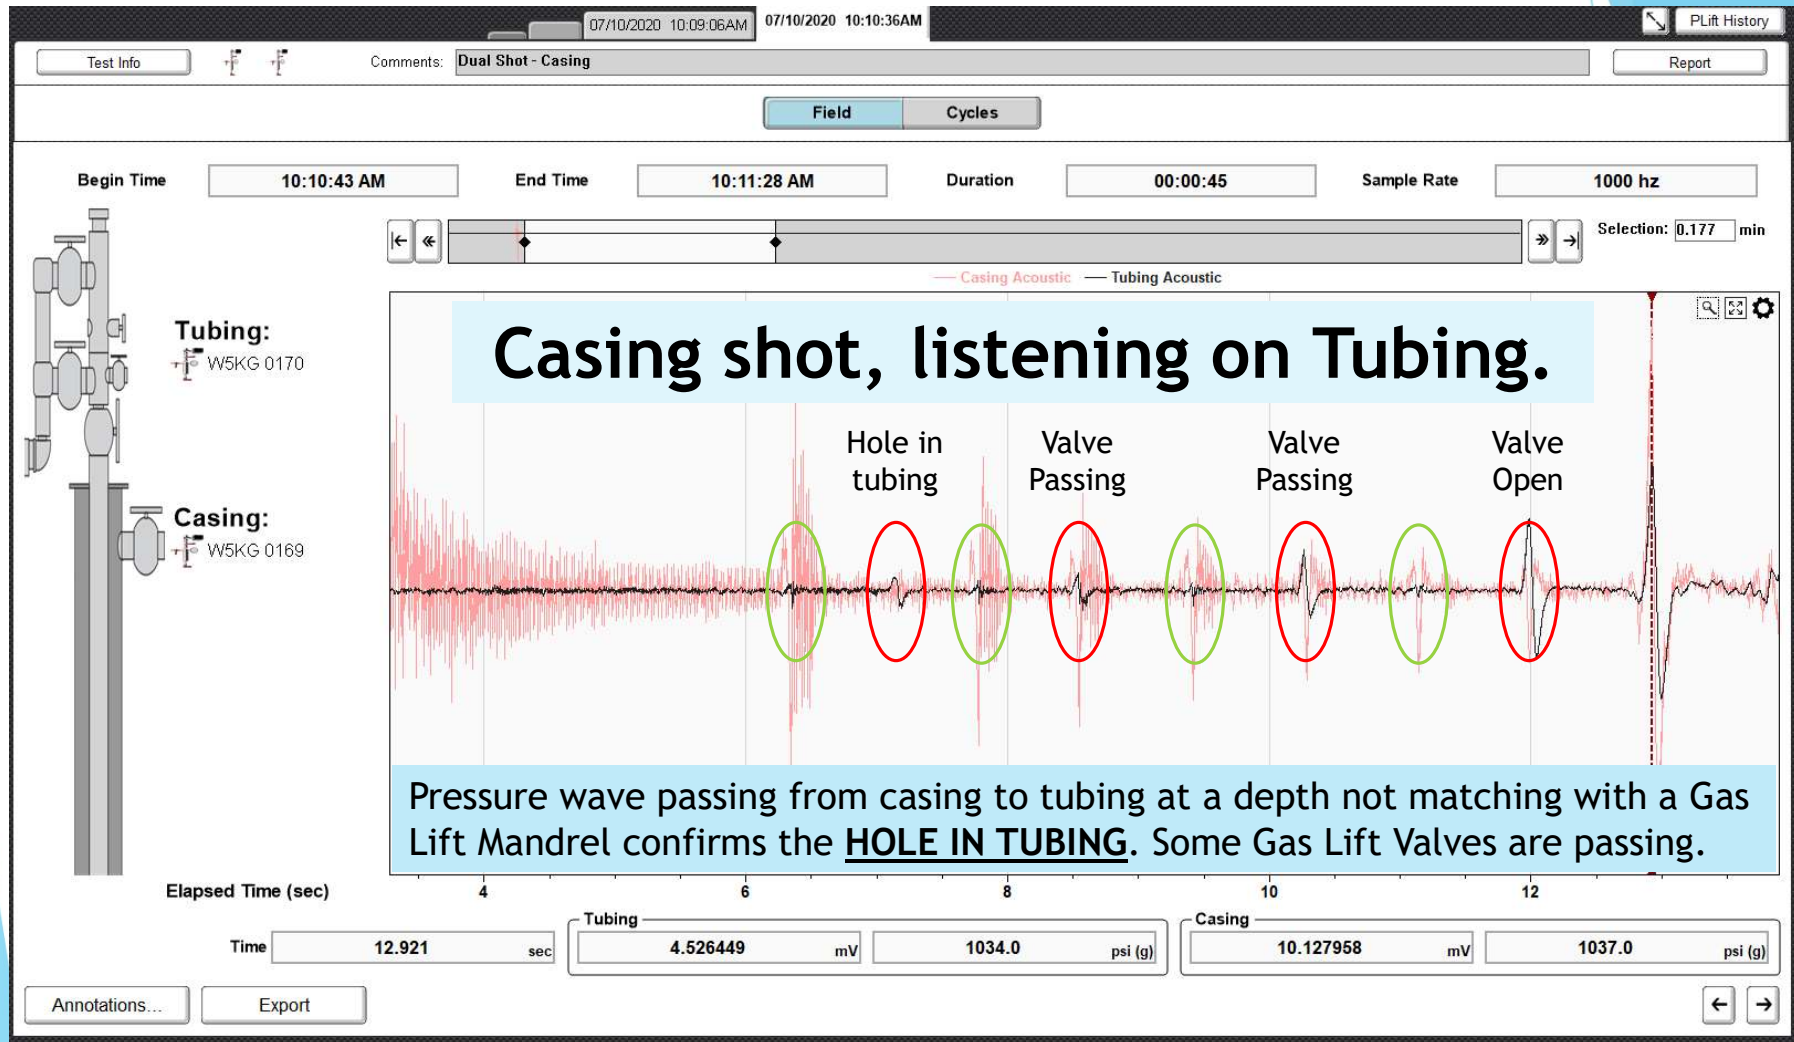 07/10/2020 10:09:06AM
07/10/2020 10:10:36AM
PLift History
Test Info
Comments:
Dual Shot - Casing
Report
Field
Cycles
Begin Time
10:10:43 AM
End Time
10:11:28 AM
Duration
00:00:45
Sample Rate
1000 hz
Selection: 0.177 min
Casing Acoustic
Tubing Acoustic
Casing shot, listening on Tubing.
Tubing:
W5KG 0170
Hole in
tubing
Valve
Passing
Valve
Passing
Valve
Open
Casing:
W5KG 0169
Pressure wave passing from casing to tubing at a depth not matching with a Gas
Lift Mandrel confirms the HOLE IN TUBING. Some Gas Lift Valves are passing.
Elapsed Time (sec)
4
6
8
10
12
Tubing
Casing
Time
12.921 sec
4.526449 mV
1034.0 psi (g)
10.127958 mV
1037.0 psi (g)
Annotations...
Export